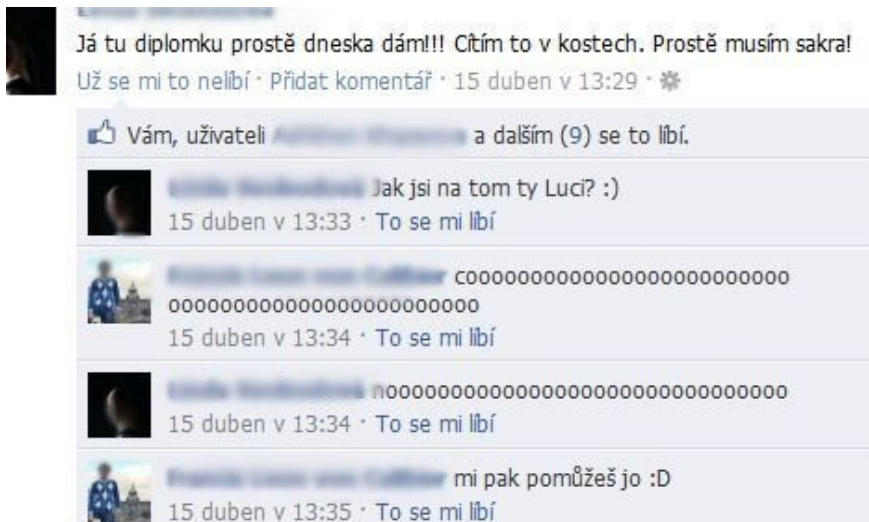 Já tu diplomku prostě dneska dám!!! Cítím to v kostech. Prostě musím sakra!
Už se mi to nelíbí · Přidat komentář · 15 duben v 13:29 ·
Vám, uživateli a dalším (9) se to líbí.
Jak jsi na tom ty Luci? :)
15 duben v 13:33 · To se mi líbí
cooooooooooooooooooooooooooo
oooooooooooooooooooooooo
15 duben v 13:34 · To se mi líbí
noooooooooooooooooooooooooooooooo
15 duben v 13:34 · To se mi líbí
mi pak pomůžeš jo :D
15 duben v 13:35 · To se mi líbí